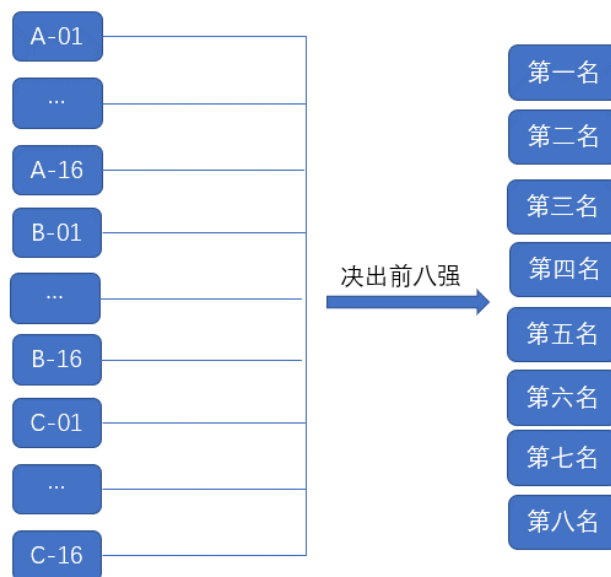 A-01
...
A-16
B-01
...
B-16
C-01
...
C-16
决出前八强
第一名
第二名
第三名
第四名
第五名
第六名
第七名
第八名